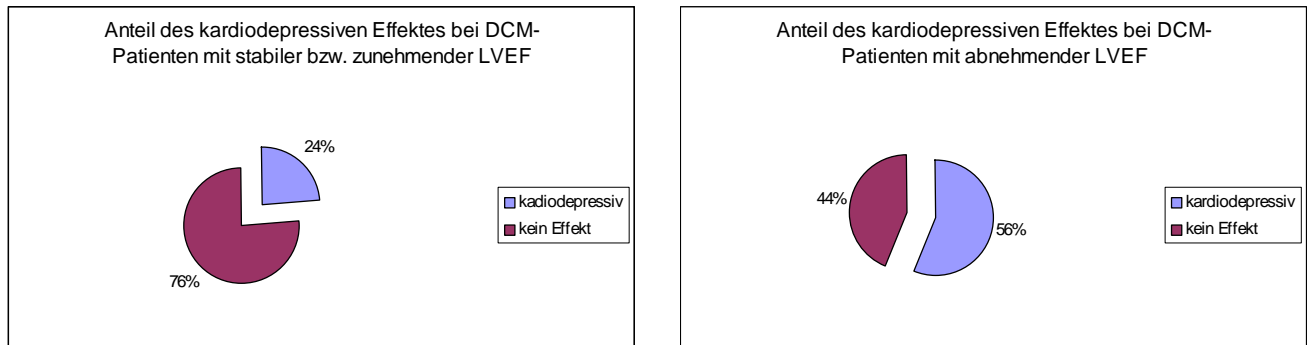 Anteil des kardiodepressiven Effektes bei DCM-
Patienten mit stabiler bzw. zunehmender LVEF
24%
76%
kadiodepressiv
kein Effekt
Anteil des kardiodepressiven Effektes bei DCM-
Patienten mit abnehmender LVEF
44%
56%
kardiodepressiv
kein Effekt